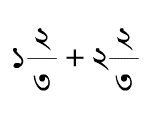 ১ ২/৩ + ২ ২/৩